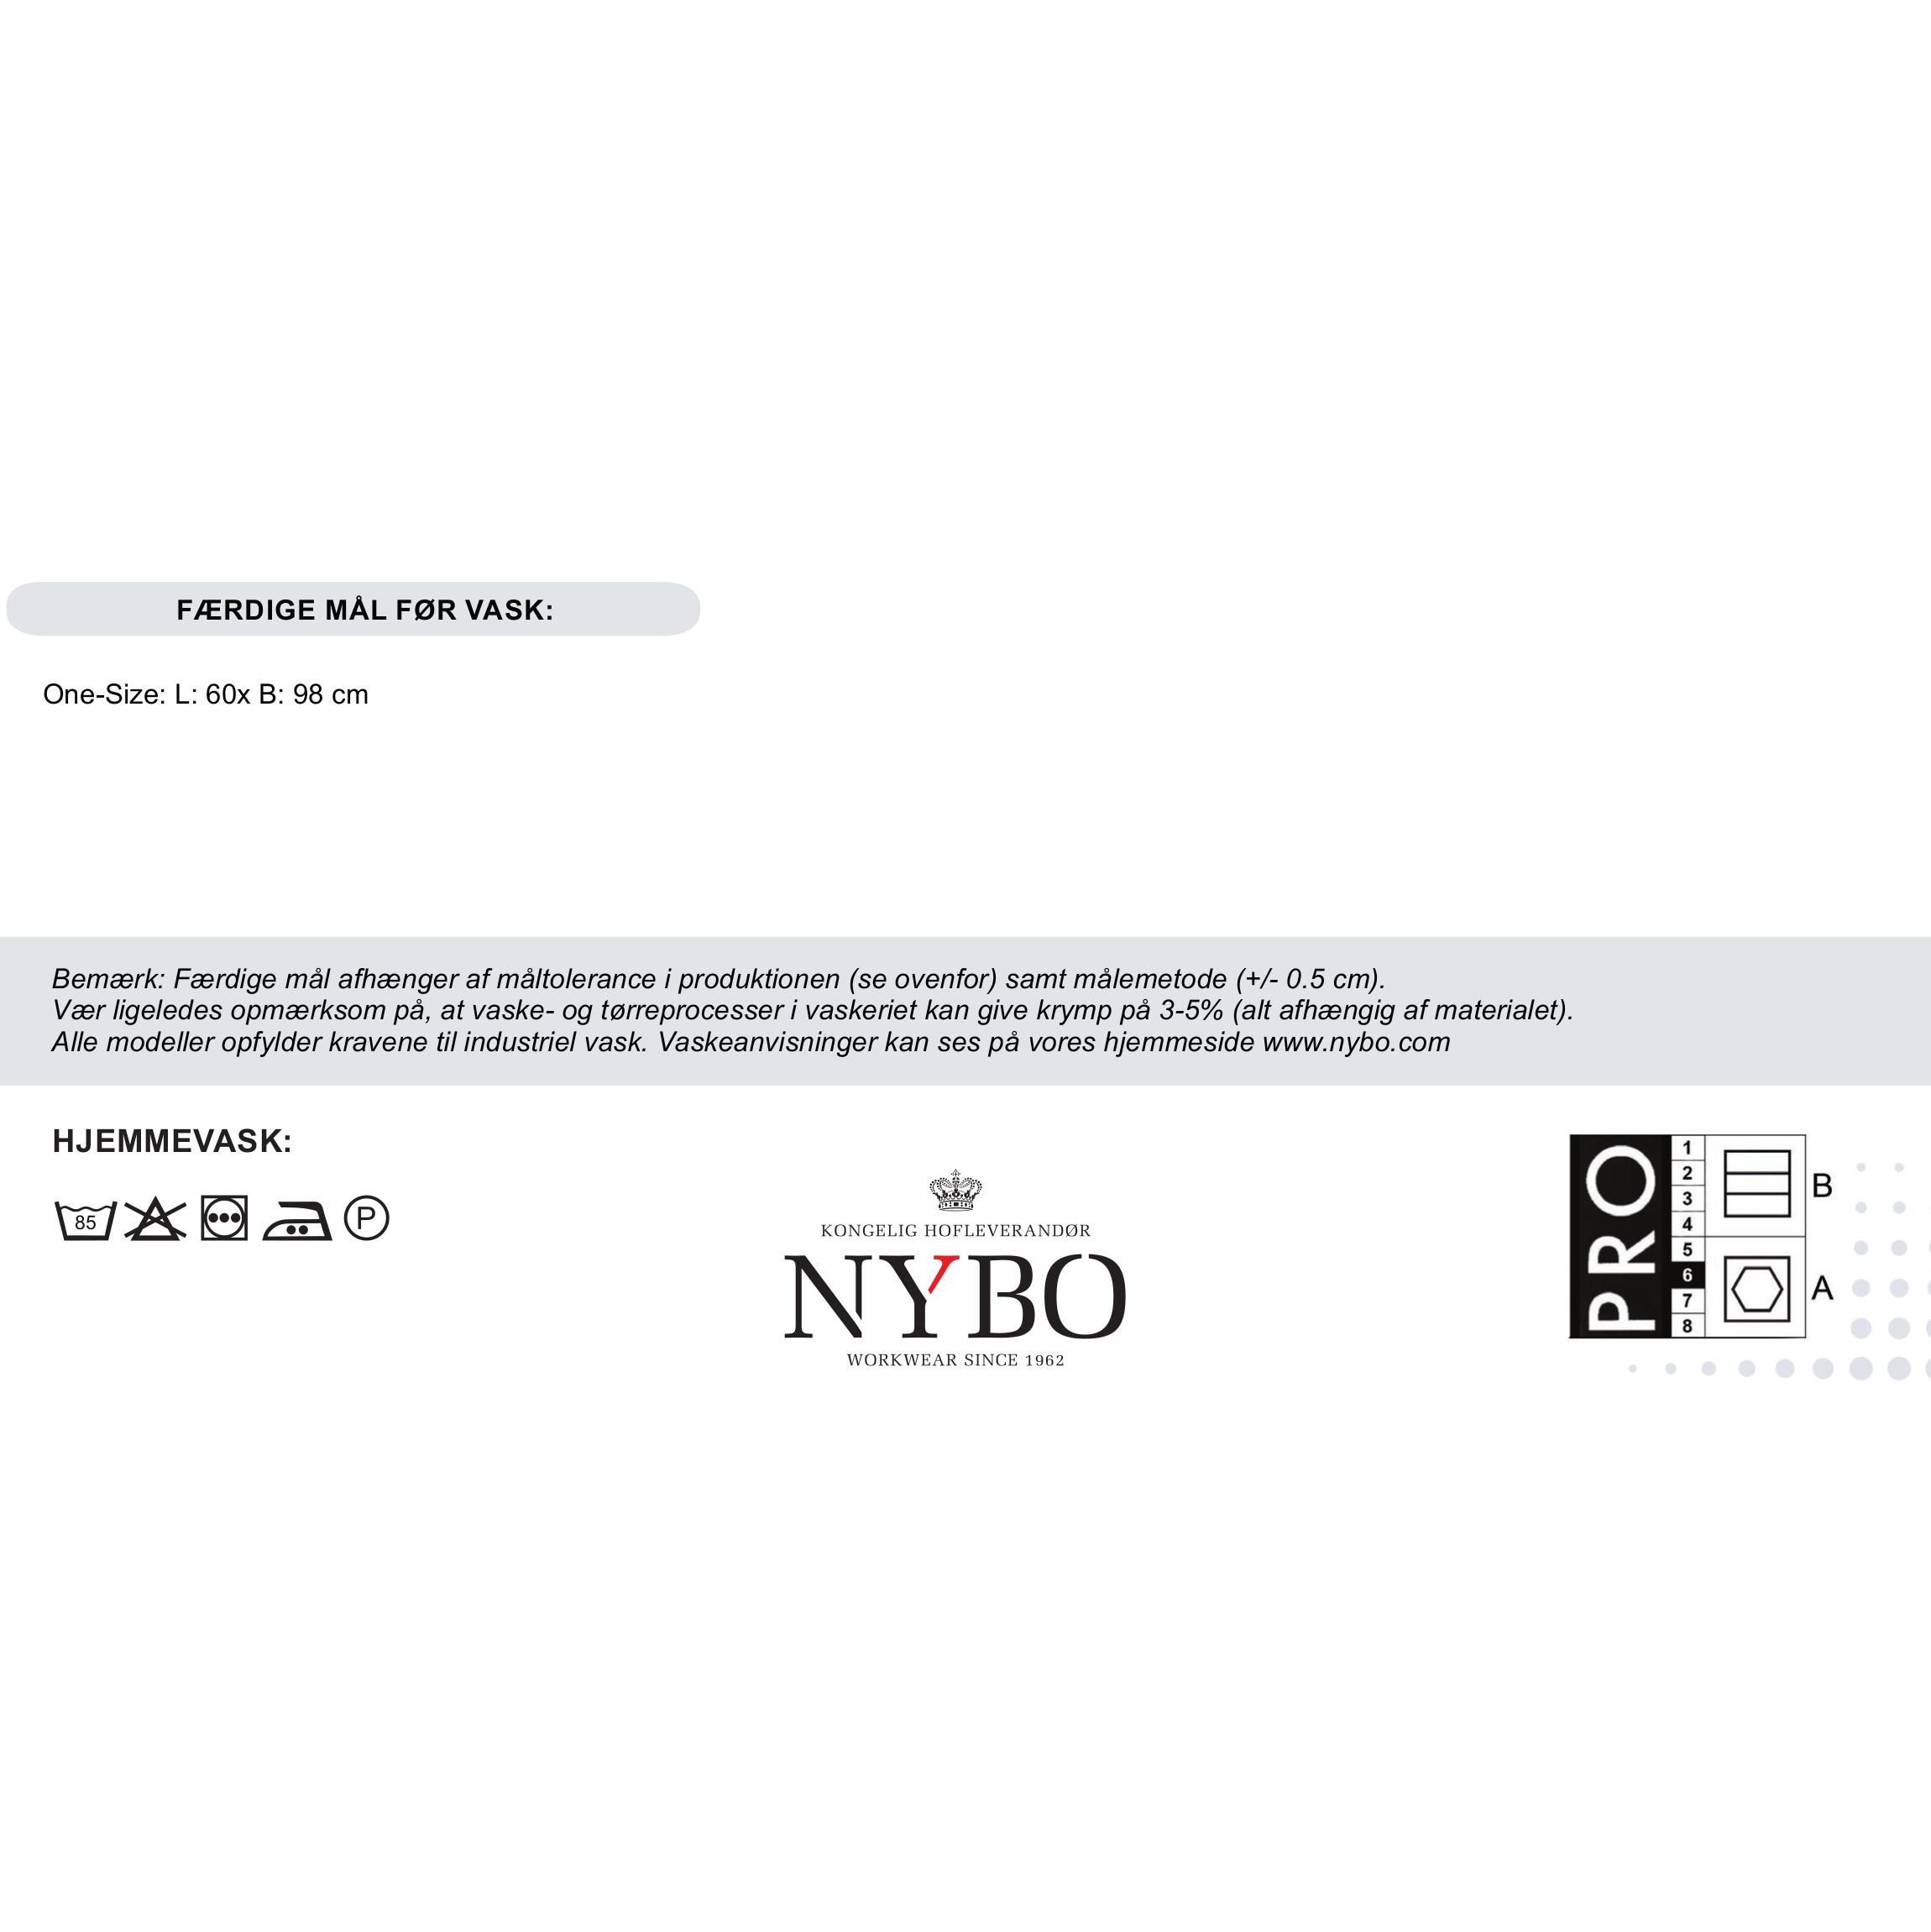 FÆRDIGE MÅL FØR VASK:
One-Size: L: 60x B: 98 cm
Bemærk: Færdige mål afhænger af måltolerance i produktionen (se ovenfor) samt målemetode (+/- 0.5 cm).
Vær ligeledes opmærksom på, at vaske- og tørreprocesser i vaskeriet kan give krymp på 3-5% (alt afhængig af materialet).
Alle modeller opfylder kravene til industriel vask. Vaskeanvisninger kan ses på vores hjemmeside www.nybo.com
HJEMMEVASK:
85
P
KONGELIG HOFLEVERANDØR
NYBO
WORKWEAR SINCE 1962
PRO
1
2
3
4
5
6
7
8
B
A